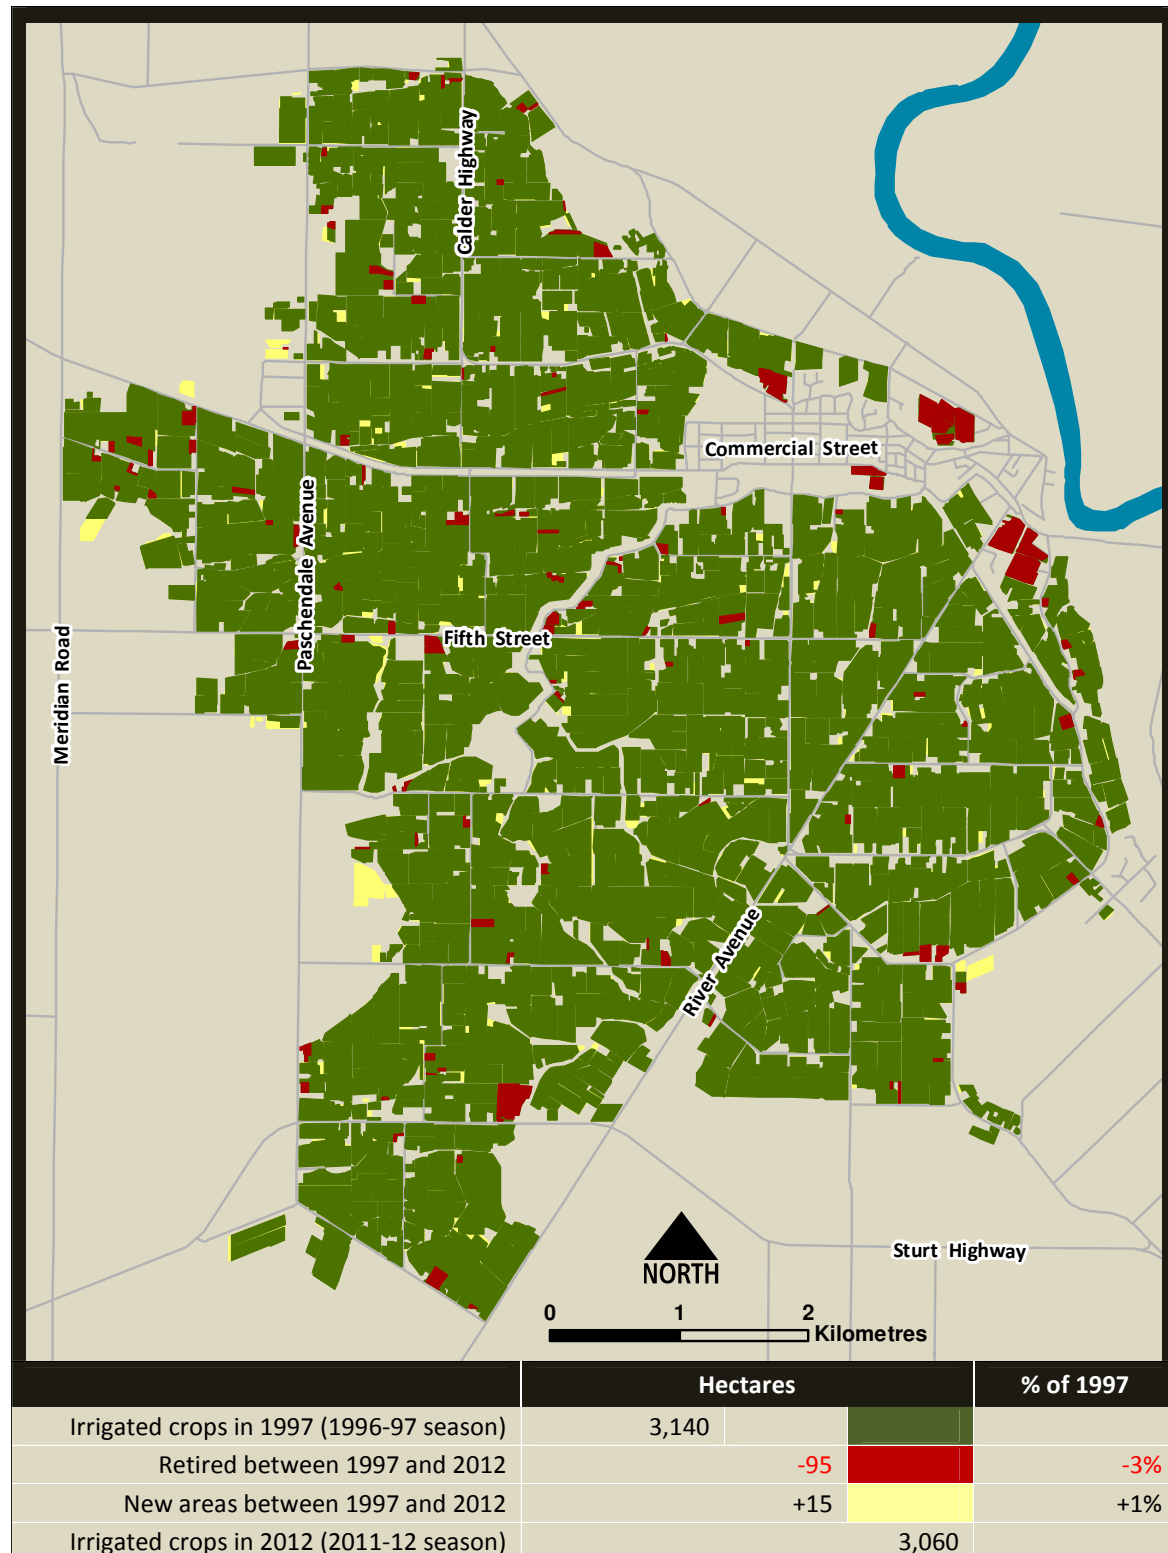 Calder Highway
Commercial Street
Paschendale Avenue
Fifth Street
Meridian Road
River Avenue
Sturt Highway
NORTH
0 1 2
Kilometres
Hectares % of 1997
Irrigated crops in 1997 (1996-97 season) 3,140
Retired between 1997 and 2012 -95 -3%
New areas between 1997 and 2012 +15 +1%
Irrigated crops in 2012 (2011-12 season) 3,060